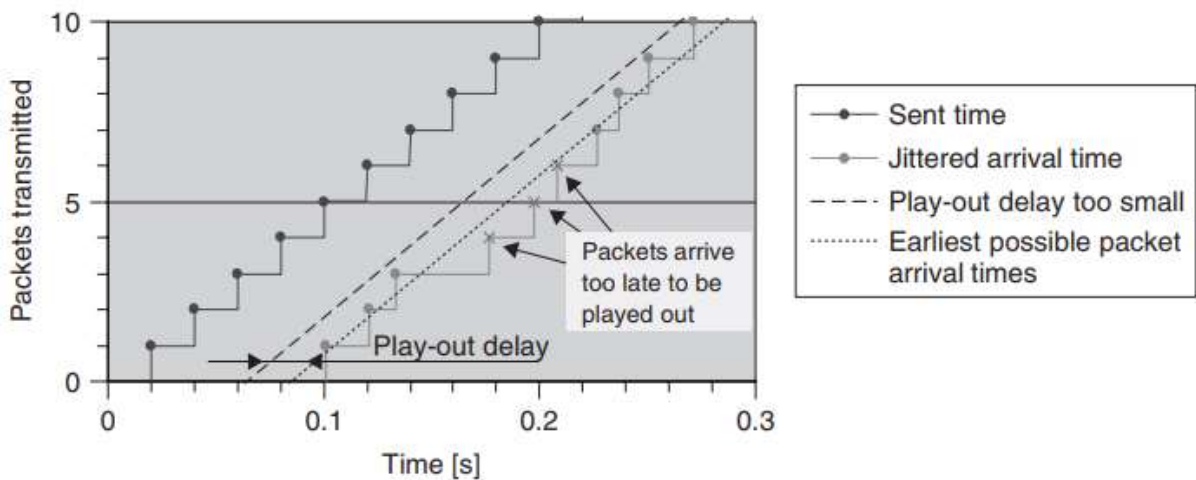 Packets transmitted
10
5
0
0
0.1
0.2
0.3
Time [s]
Play-out delay
Packets arrive
too late to be
played out
Sent time
Jittered arrival time
Play-out delay too small
Earliest possible packet
arrival times